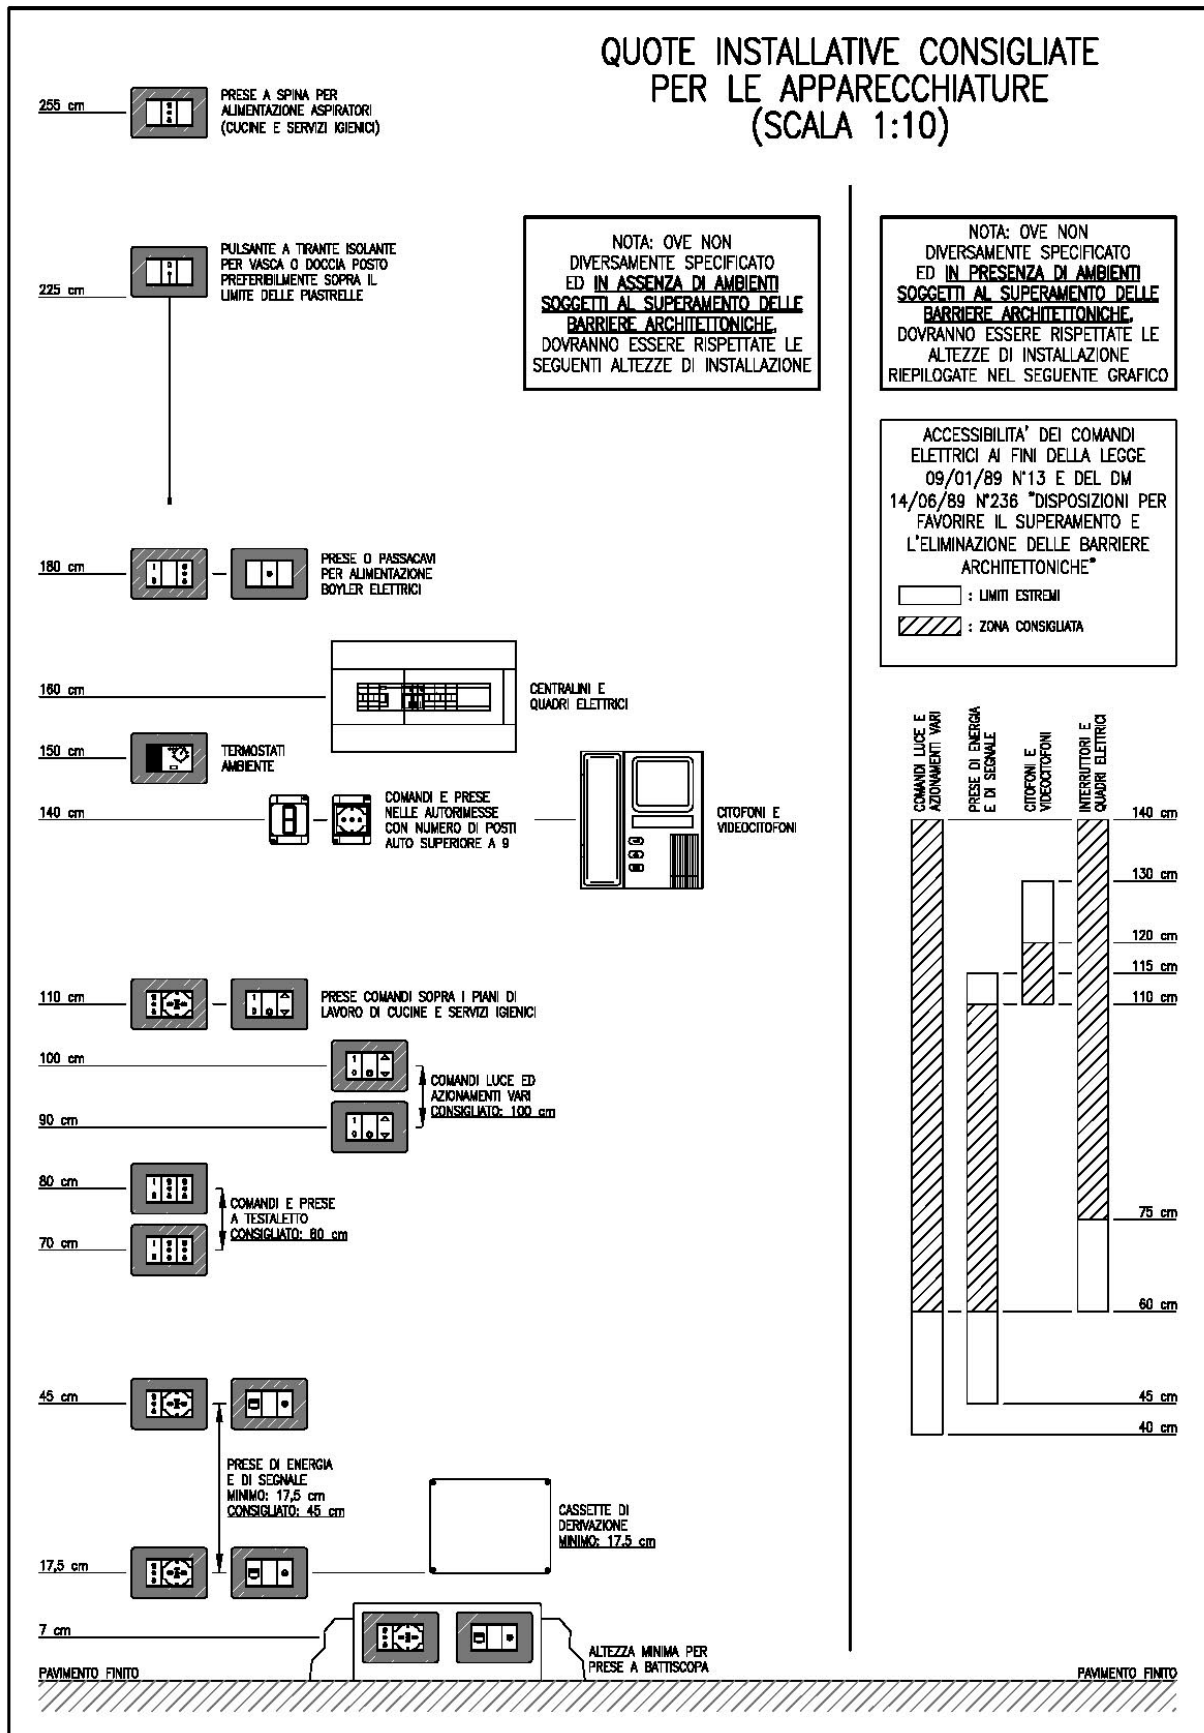 QUOTE INSTALLATIVE CONSIGLIATE
PER LE APPARECCHIATURE
(SCALA 1:10)
255 cm
PRESE A SPINA PER
ALIMENTAZIONE ASPIRATORI
(CUCINE E SERVIZI IGIENICI)
225 cm
PULSANTE A TIRANTE ISOLANTE
PER VASCA O DOCCIA POSTO
PREFERIBILMENTE SOPRA IL
LIMITE DELLE PIASTRELLE
NOTA: OVE NON
DIVERSAMENTE SPECIFICATO
ED IN ASSENZA DI AMBIENTI
SOGGETTI AL SUPERAMENTO DELLE
BARRIERE ARCHITETTONICHE,
DOVRANNO ESSERE RISPETTATE LE
SEGUENTI ALTEZZE DI INSTALLAZIONE
180 cm
PRESE O PASSACAVI
PER ALIMENTAZIONE
BOYLER ELETTRICI
160 cm
CENTRALINI E
QUADRI ELETTRICI
150 cm
TERMOSTATI
AMBIENTE
140 cm
COMANDI E PRESE
NELLE AUTORIMESSE
CON NUMERO DI POSTI
AUTO SUPERIORE A 9
CITOFONI E
VIDEOCITOFONI
110 cm
PRESE COMANDI SOPRA I PIANI DI
LAVORO DI CUCINE E SERVIZI IGIENICI
100 cm
90 cm
COMANDI LUCE ED
AZIONAMENTI VARI
CONSIGLIATO: 100 cm
80 cm
70 cm
COMANDI E PRESE
A TESTALETTO
CONSIGLIATO: 80 cm
45 cm
PRESE DI ENERGIA
E DI SEGNALE
MINIMO: 17,5 cm
CONSIGLIATO: 45 cm
17,5 cm
CASSETTE DI
DERIVAZIONE
MINIMO: 17.5 cm
7 cm
ALTEZZA MINIMA PER
PRESE A BATTISCOPA
PAVIMENTO FINITO
NOTA: OVE NON
DIVERSAMENTE SPECIFICATO
ED IN PRESENZA DI AMBIENTI
SOGGETTI AL SUPERAMENTO DELLE
BARRIERE ARCHITETTONICHE,
DOVRANNO ESSERE RISPETTATE LE
ALTEZZE DI INSTALLAZIONE
RIEPILOGATE NEL SEGUENTE GRAFICO
ACCESSIBILITA' DEI COMANDI
ELETTRICI AI FINI DELLA LEGGE
09/01/89 N°13 E DEL DM
14/06/89 N°236 "DISPOSIZIONI PER
FAVORIRE IL SUPERAMENTO E
L'ELIMINAZIONE DELLE BARRIERE
ARCHITETTONICHE"
: LIMITI ESTREMI
: ZONA CONSIGLIATA
COMANDI LUCE E
AZIONAMENTI VARI
PRESE DI ENERGIA
E DI SEGNALE
CITOFONI E
VIDEOCITOFONI
INTERRUTTORI E
QUADRI ELETTRICI
140 cm
130 cm
120 cm
115 cm
110 cm
75 cm
60 cm
45 cm
40 cm
PAVIMENTO FINITO